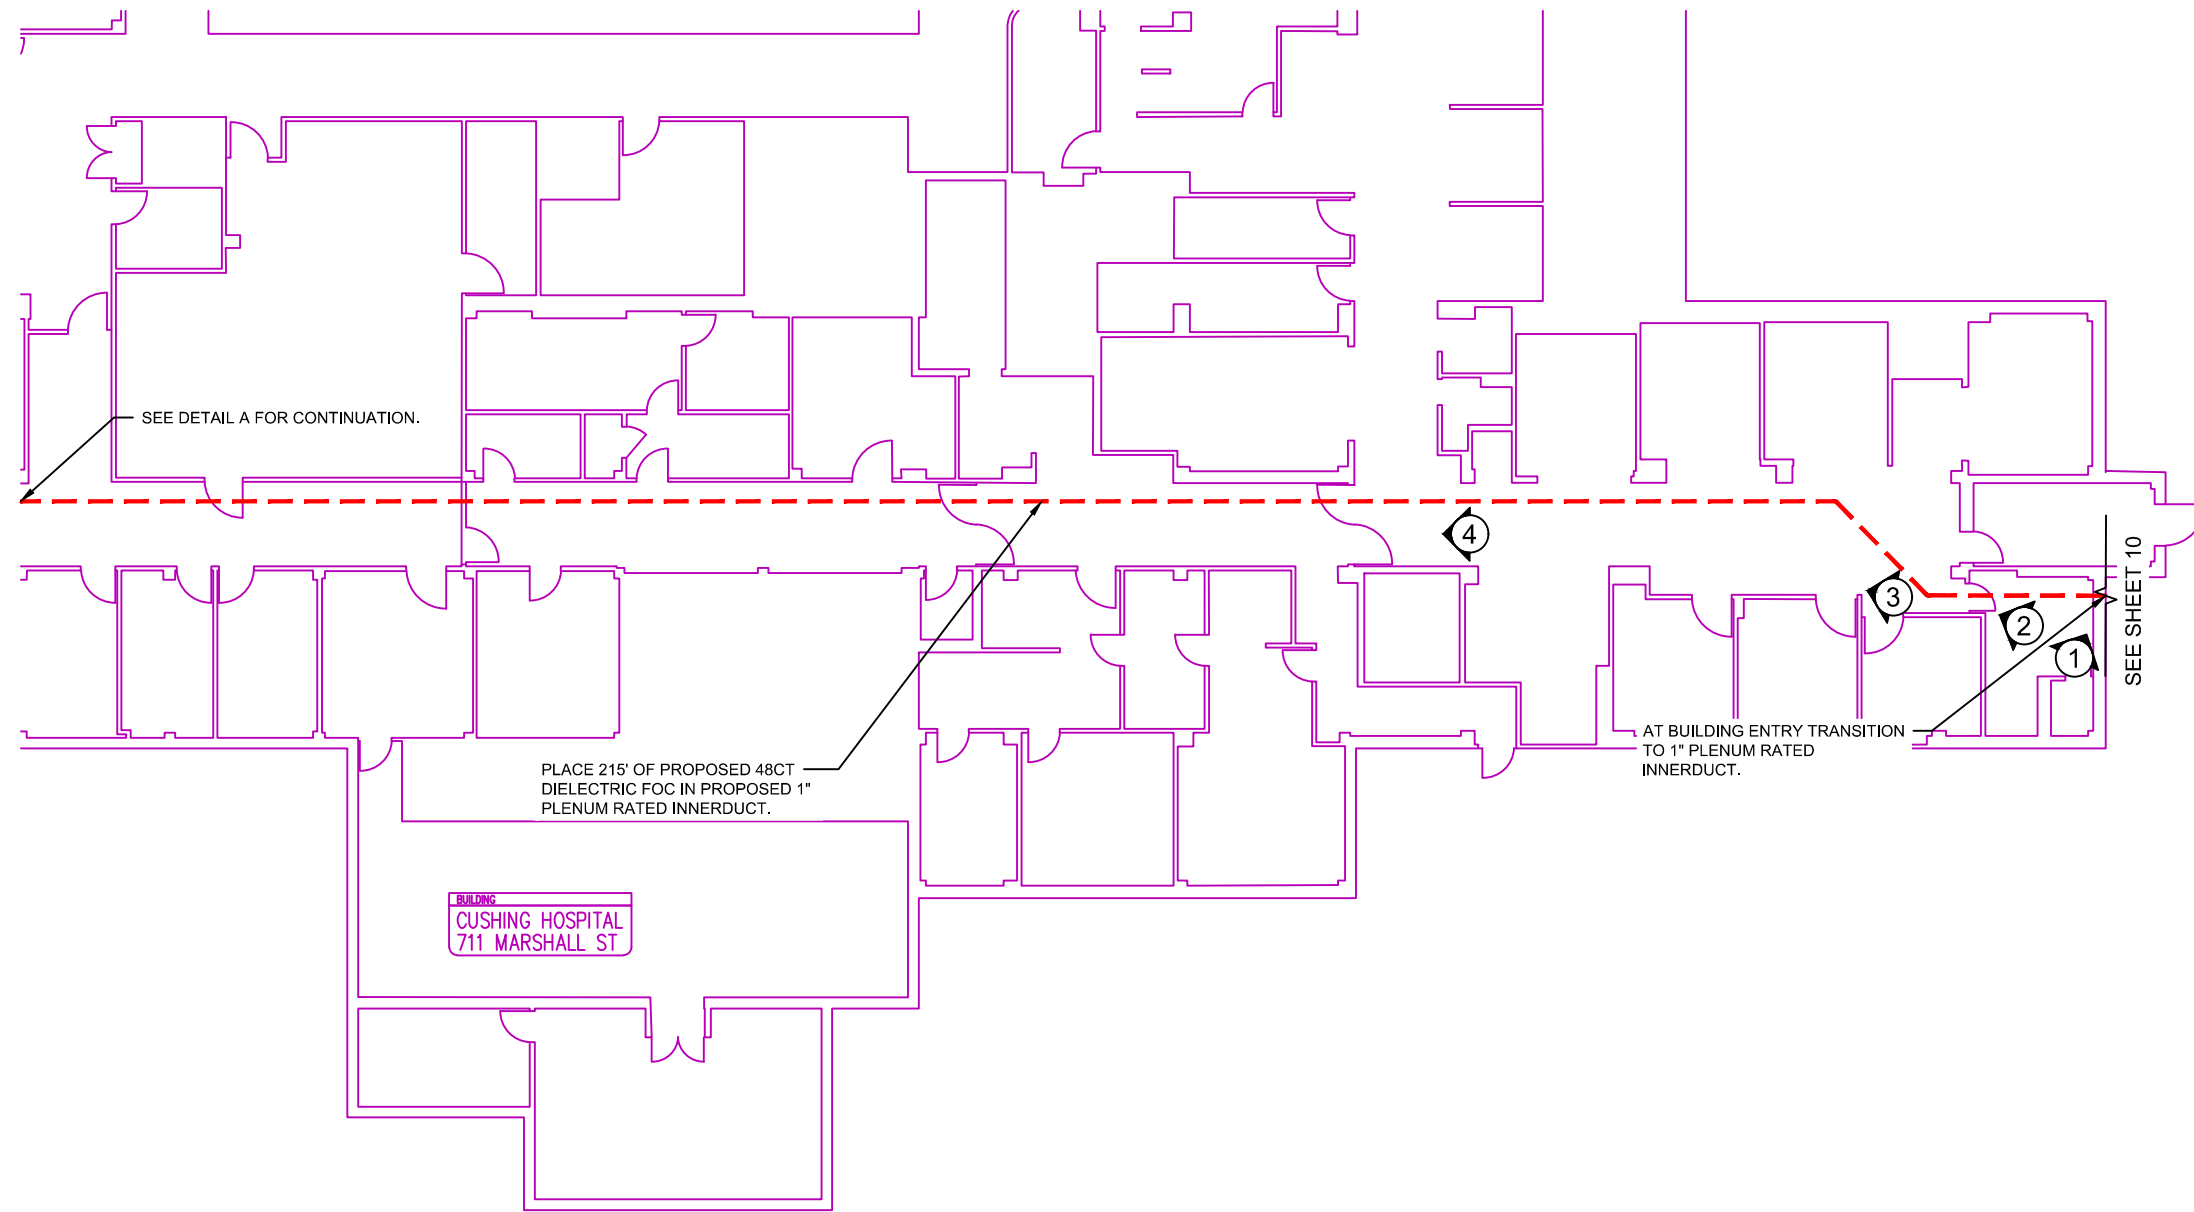 SEE DETAIL A FOR CONTINUATION.
4
3
2
1
SEE SHEET 10
AT BUILDING ENTRY TRANSITION
TO 1" PLENUM RATED
INNERDUCT.
PLACE 215' OF PROPOSED 48CT
DIELECTRIC FOC IN PROPOSED 1"
PLENUM RATED INNERDUCT.
BUILDING
CUSHING HOSPITAL
711 MARSHALL ST